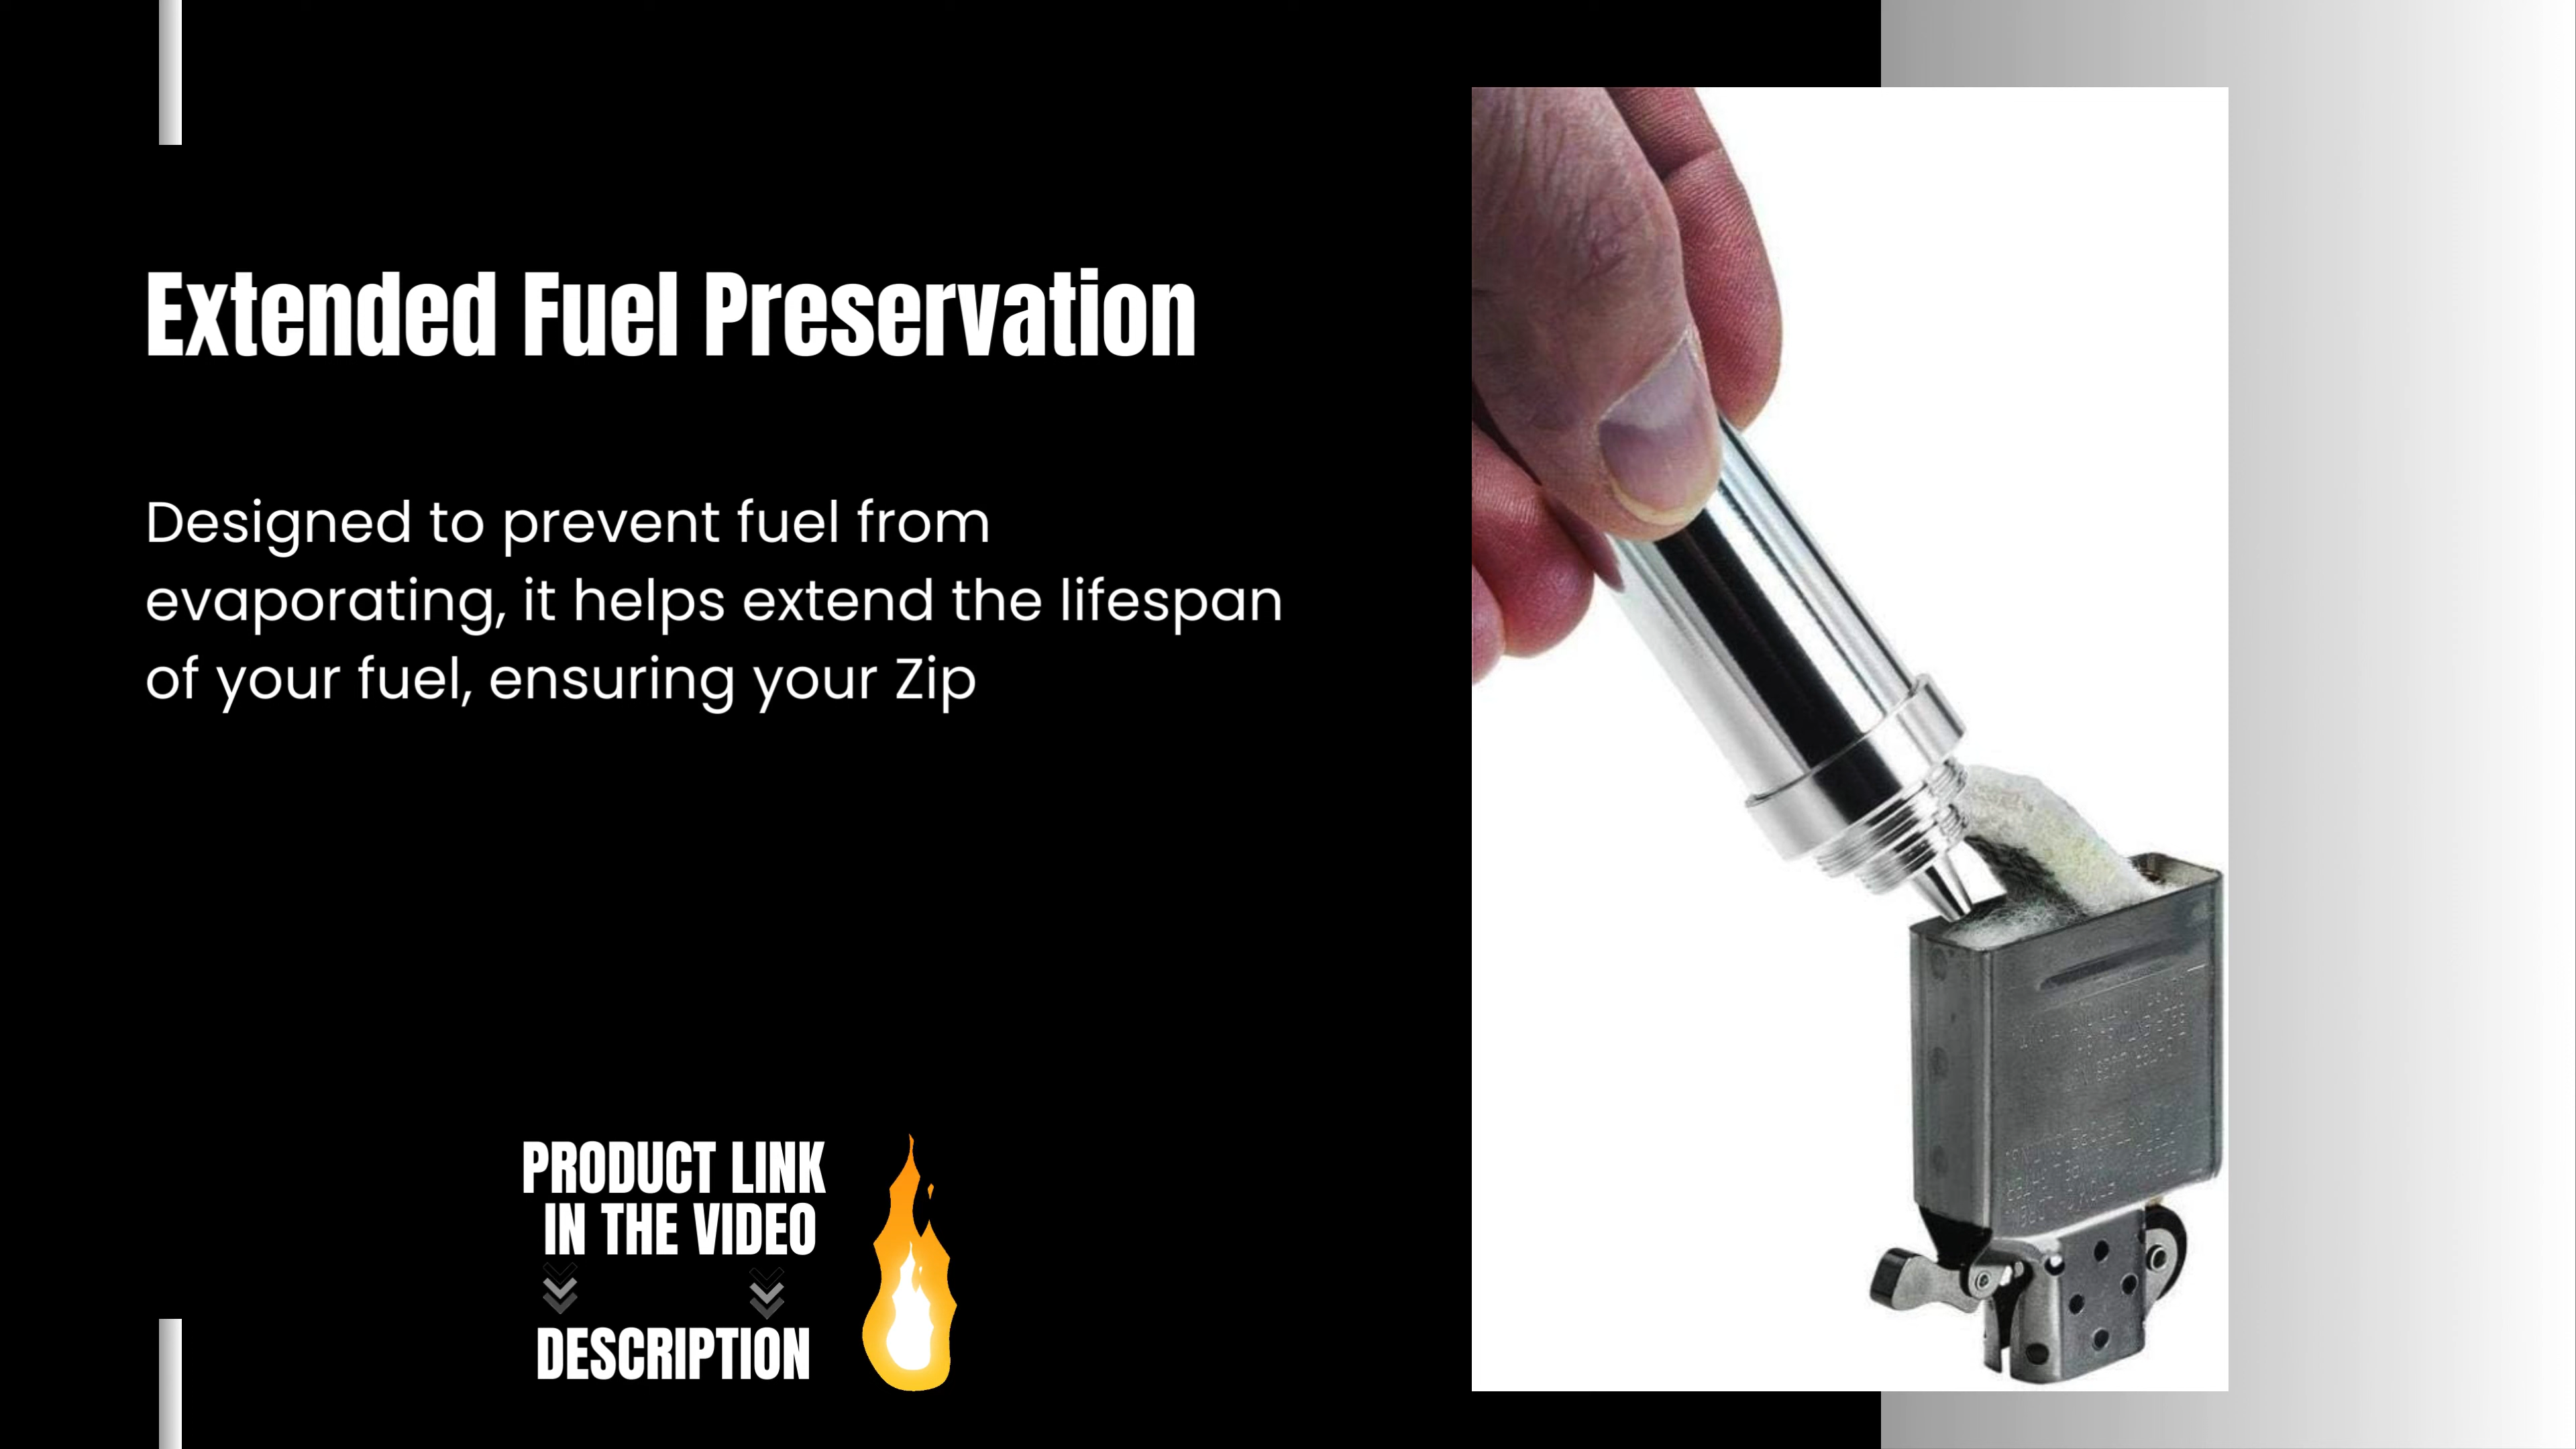 Extended Fuel Preservation
Designed to prevent fuel from
evaporating, it helps extend the lifespan
of your fuel, ensuring your Zip
PRODUCT LINK
IN THE VIDEO
DESCRIPTION